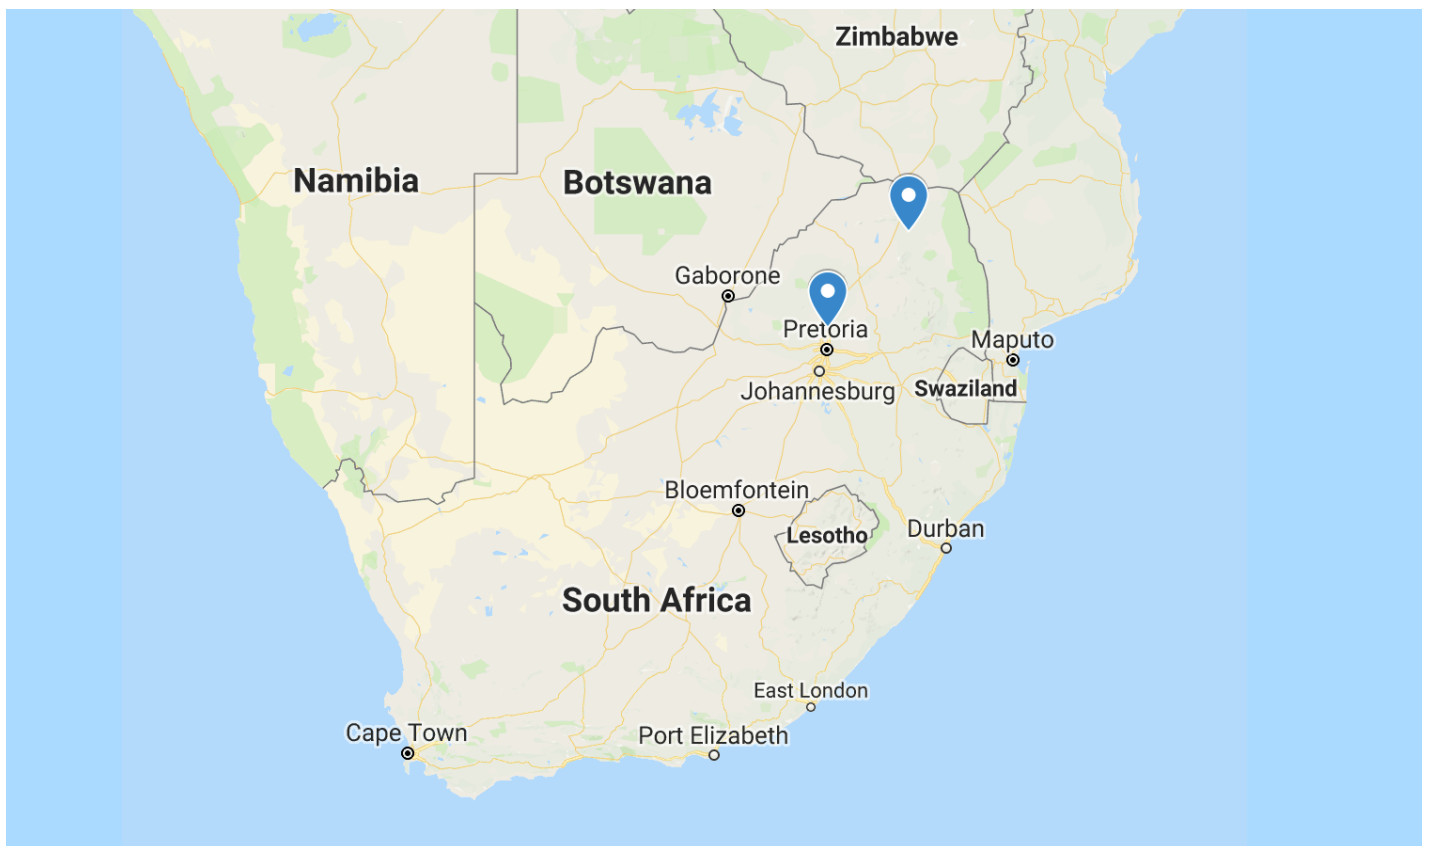 Zimbabwe
Namibia
Botswana
Gaborone
Pretoria
Maputo
Johannesburg
Swaziland
Bloemfontein
Lesotho
Durban
South Africa
East London
Cape Town
Port Elizabeth